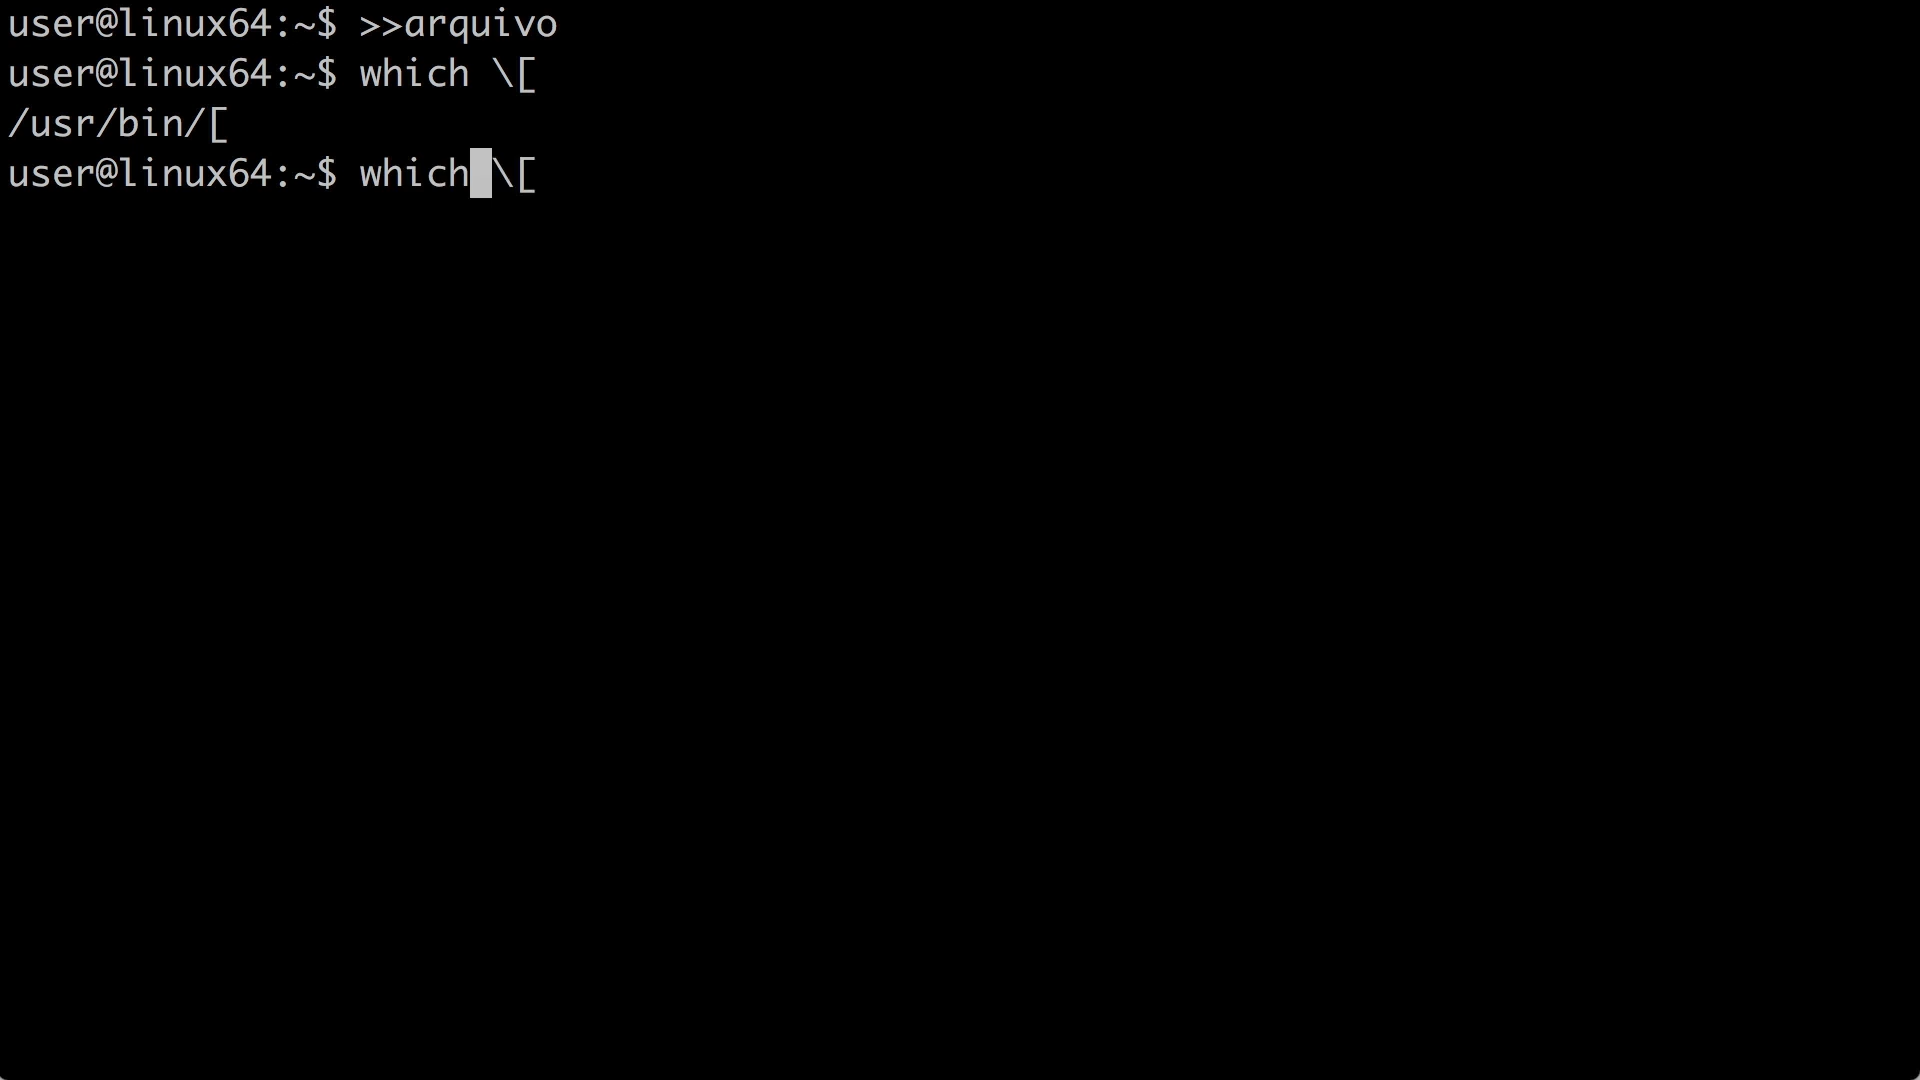 user@linux64:~$ >>arquivo
user@linux64:~$ which \[
/usr/bin/[
user@linux64:~$ which \[